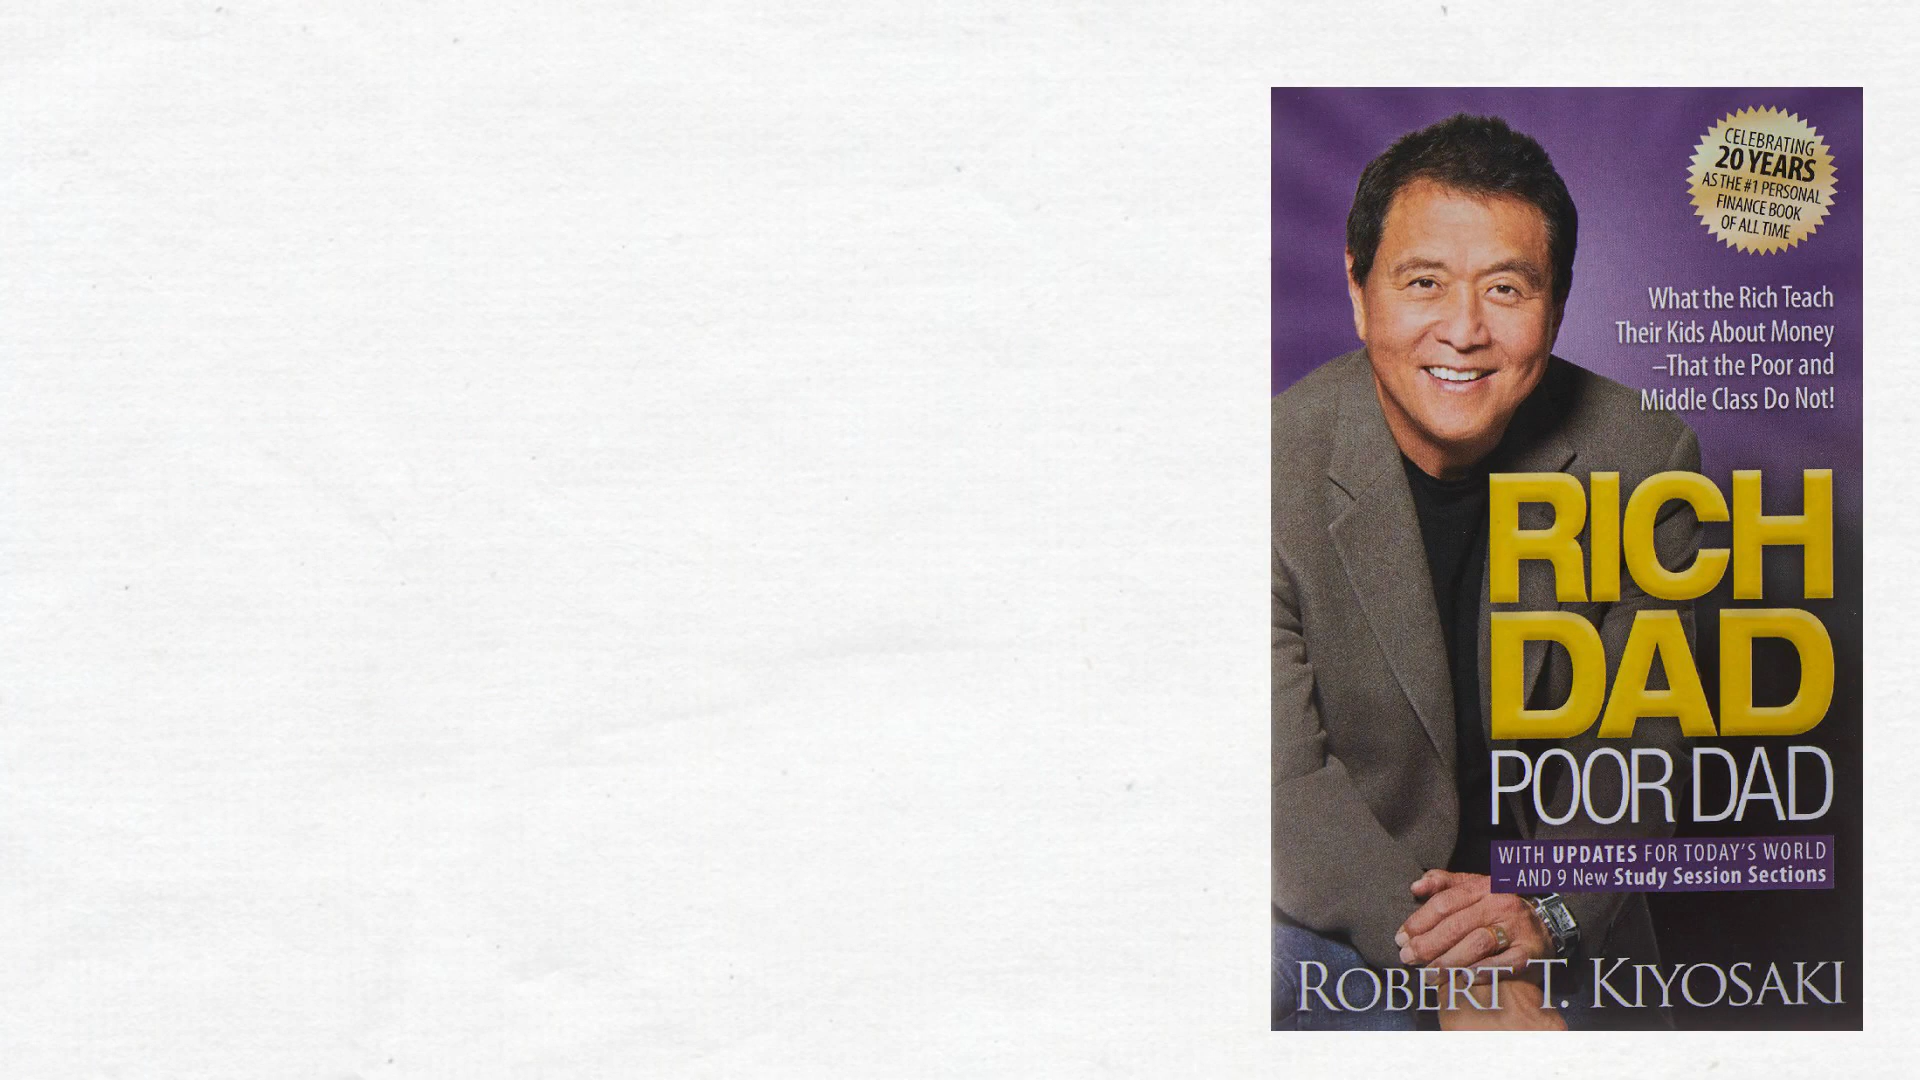 CELEBRATING
20 YEARS
AS THE #1 PERSONAL
FINANCE BOOK
OF ALL TIME
What the Rich Teach
Their Kids About Money
–That the Poor and
Middle Class Do Not!
RICH
DAD
POOR DAD
WITH UPDATES FOR TODAY'S WORLD
– AND 9 New Study Session Sections
ROBERT T. KIYOSAKI